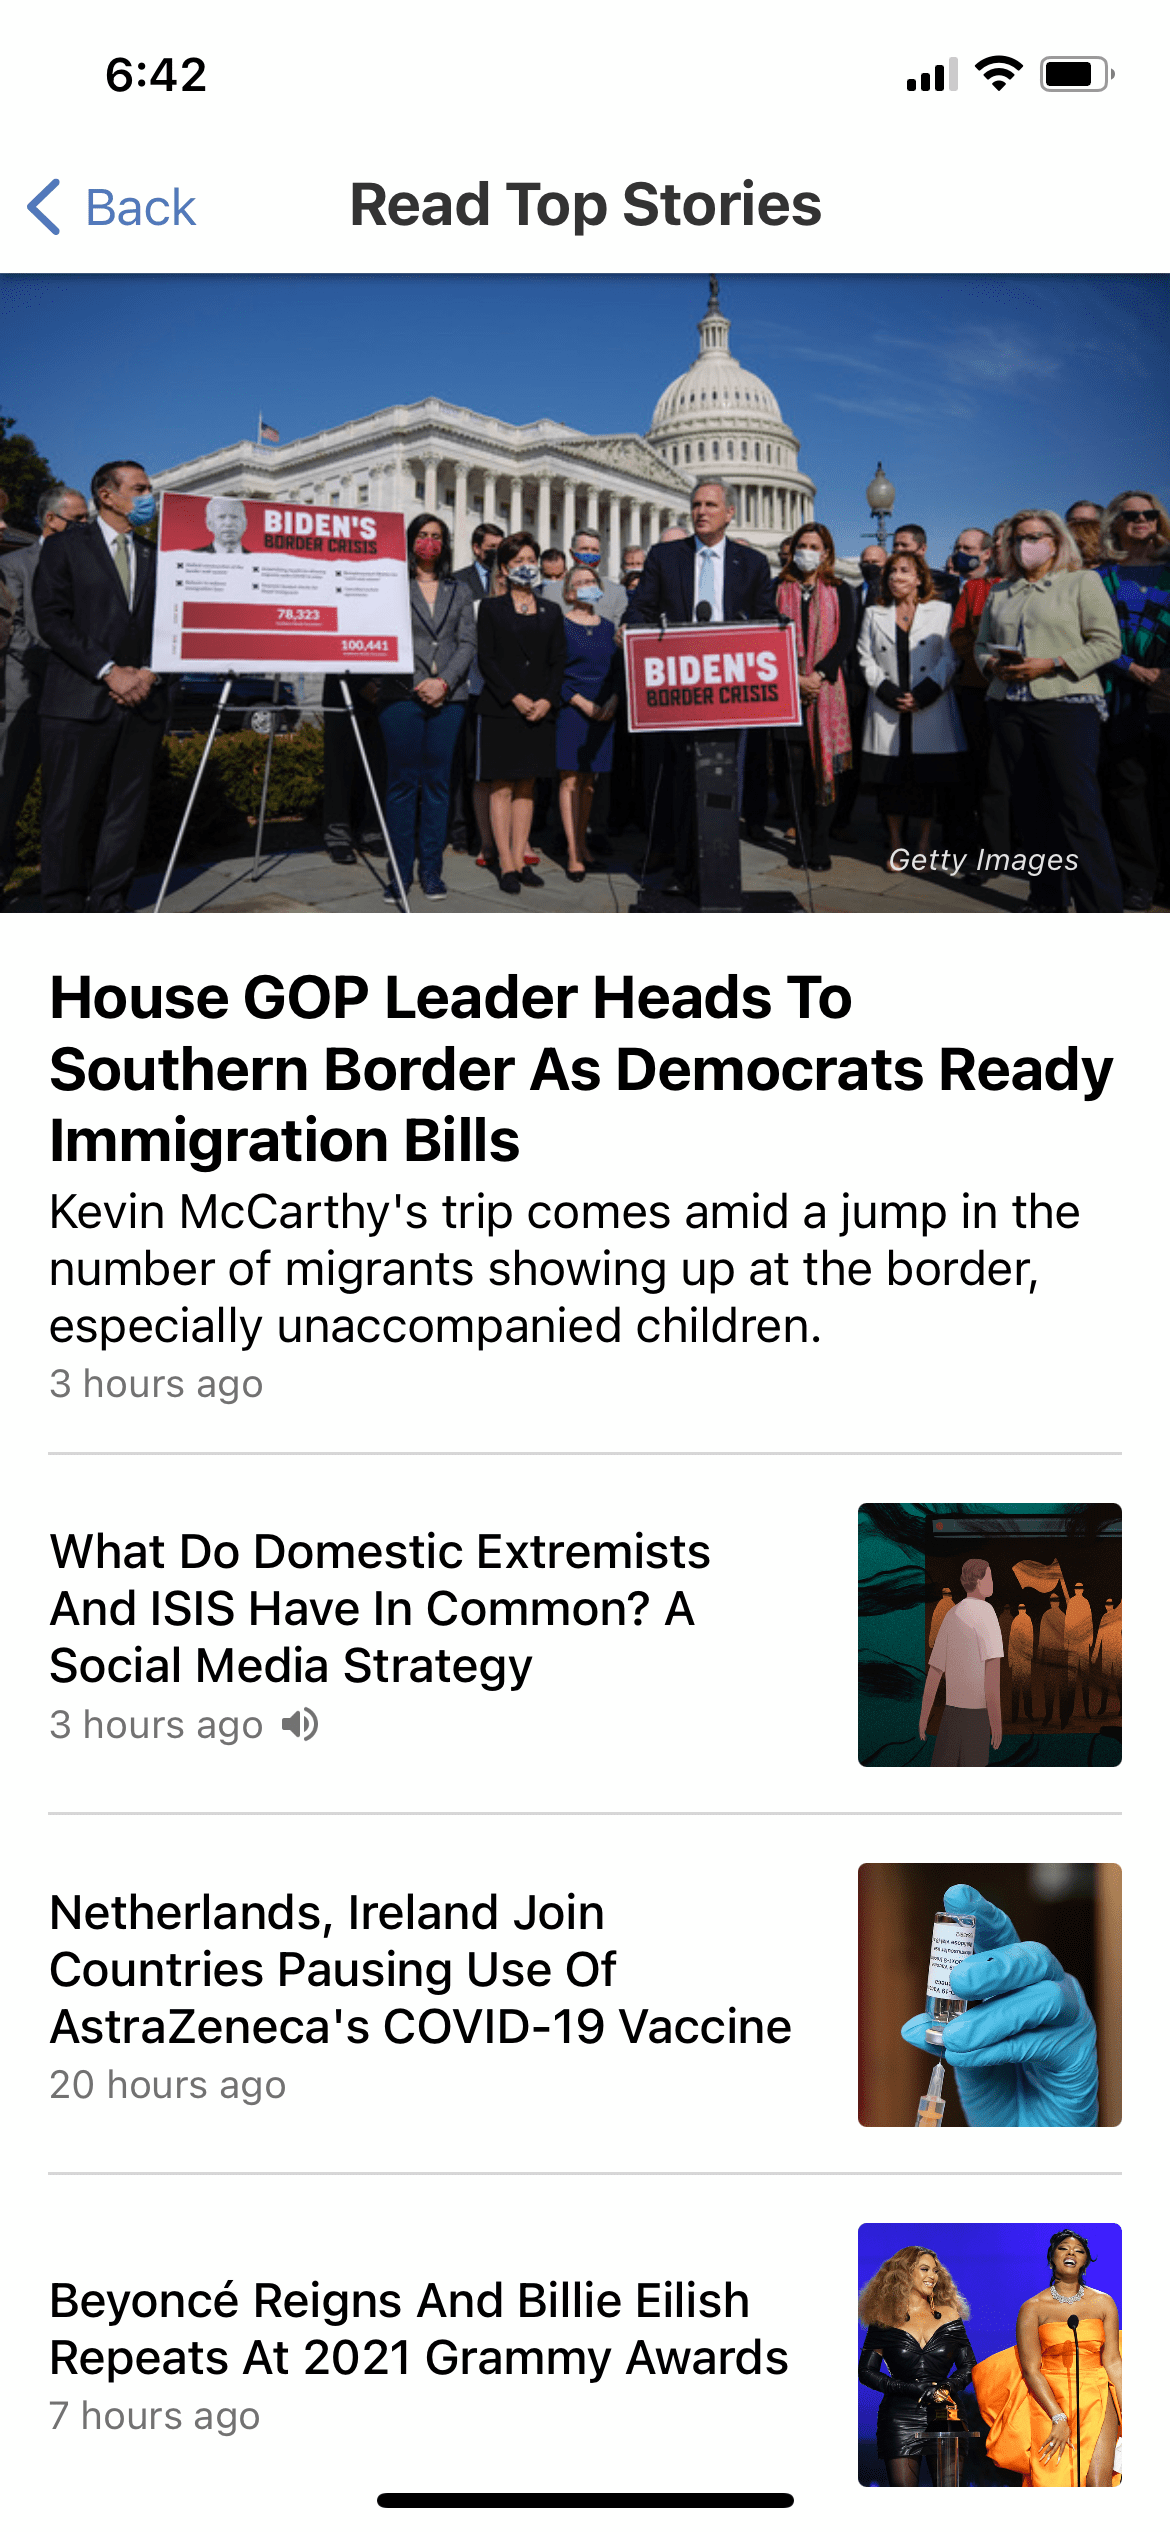 6:42
Back
Read Top Stories
BIDEN'S
BORDER CRISIS
78,323
100,441
BIDEN'S
BORDER CRISIS
Getty Images
House GOP Leader Heads To
Southern Border As Democrats Ready
Immigration Bills
Kevin McCarthy's trip comes amid a jump in the
number of migrants showing up at the border,
especially unaccompanied children.
3 hours ago
What Do Domestic Extremists
And ISIS Have In Common? A
Social Media Strategy
3 hours ago
Netherlands, Ireland Join
Countries Pausing Use Of
AstraZeneca's COVID-19 Vaccine
20 hours ago
Beyoncé Reigns And Billie Eilish
Repeats At 2021 Grammy Awards
7 hours ago